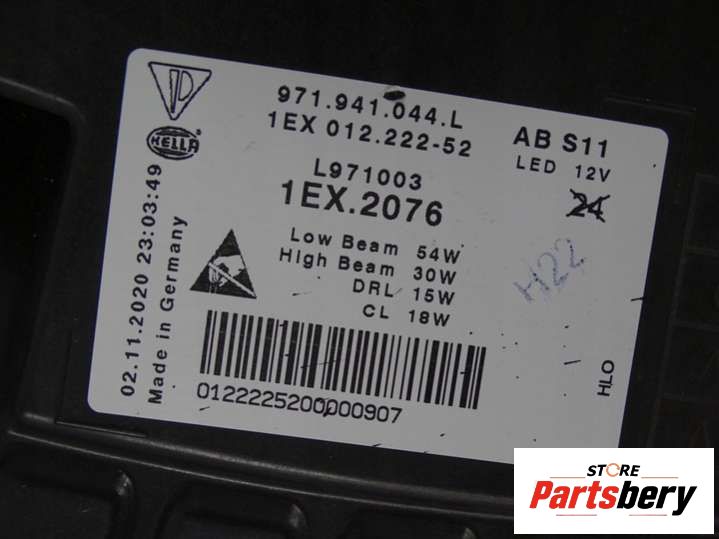 971.941.044.L
1EX 012.222-52
AB S11
LED 12V
24
HELLA
L971003
1EX.2076
Low Beam 54W
High Beam 30W
DRL 15W
CL 18W
H22
02.11.2020 23:03:49
Made in Germany
0122225200000907
HLO
STORE
Partsbery